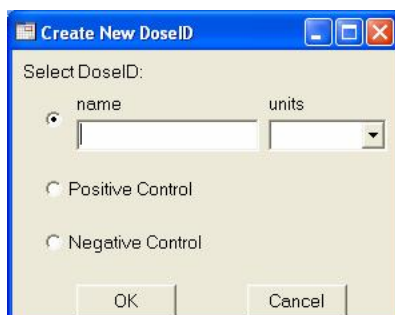 Create New DoseID
Select DoseID:
name units
Positive Control
Negative Control
OK Cancel